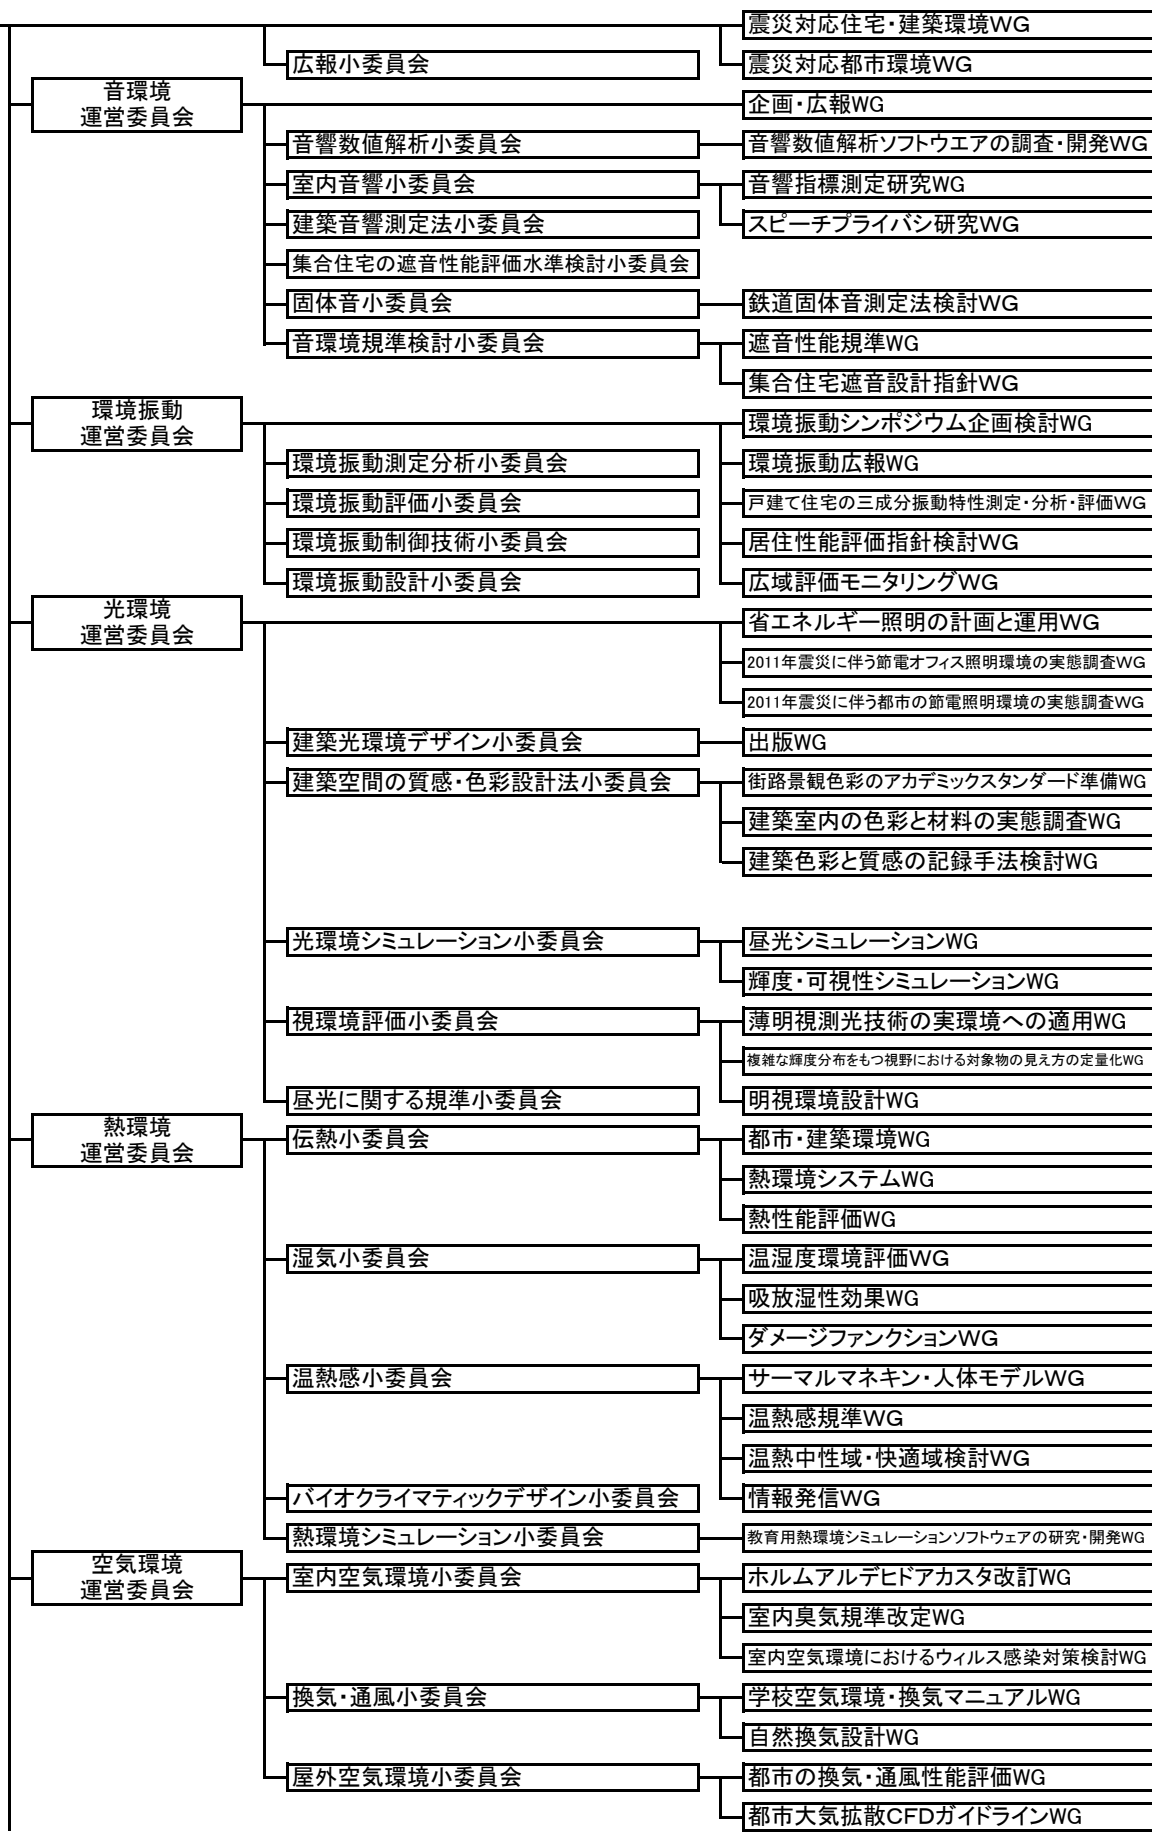 震災対応住宅・建築環境WG
広報小委員会
震災対応都市環境WG
音環境
運営委員会
企画・広報WG
音響数値解析小委員会
音響数値解析ソフトウエアの調査・開発WG
室内音響小委員会
音響指標測定研究WG
建築音響測定法小委員会
スピーチプライバシ研究WG
集合住宅の遮音性能評価水準検討小委員会
固体音小委員会
鉄道固体音測定法検討WG
音環境規準検討小委員会
遮音性能規準WG
集合住宅遮音設計指針WG
環境振動
運営委員会
環境振動シンポジウム企画検討WG
環境振動測定分析小委員会
環境振動広報WG
環境振動評価小委員会
戸建て住宅の三成分振動特性測定・分析・評価WG
環境振動制御技術小委員会
居住性能評価指針検討WG
環境振動設計小委員会
広域評価モニタリングWG
光環境
運営委員会
省エネルギー照明の計画と運用WG
2011年震災に伴う節電オフィス照明環境の実態調査WG
2011年震災に伴う都市の節電照明環境の実態調査WG
建築光環境デザイン小委員会
出版WG
建築空間の質感・色彩設計法小委員会
街路景観色彩のアカデミックスタンダード準備WG
建築室内の色彩と材料の実態調査WG
建築色彩と質感の記録手法検討WG
光環境シミュレーション小委員会
昼光シミュレーションWG
輝度・可視性シミュレーションWG
視環境評価小委員会
薄明視測光技術の実環境への適用WG
複雑な輝度分布をもつ視野における対象物の見え方の定量化WG
昼光に関する規準小委員会
明視環境設計WG
熱環境
運営委員会
伝熱小委員会
都市・建築環境WG
熱環境システムWG
熱性能評価WG
湿気小委員会
温湿度環境評価WG
吸放湿性効果WG
ダメージファンクションWG
温熱感小委員会
サーマルマネキン・人体モデルWG
温熱感規準WG
温熱中性域・快適域検討WG
バイオクライマティックデザイン小委員会
情報発信WG
熱環境シミュレーション小委員会
教育用熱環境シミュレーションソフトウェアの研究・開発WG
空気環境
運営委員会
室内空気環境小委員会
ホルムアルデヒドアカスタ改訂WG
室内臭気規準改定WG
室内空気環境におけるウィルス感染対策検討WG
換気・通風小委員会
学校空気環境・換気マニュアルWG
自然換気設計WG
屋外空気環境小委員会
都市の換気・通風性能評価WG
都市大気拡散CFDガイドラインWG